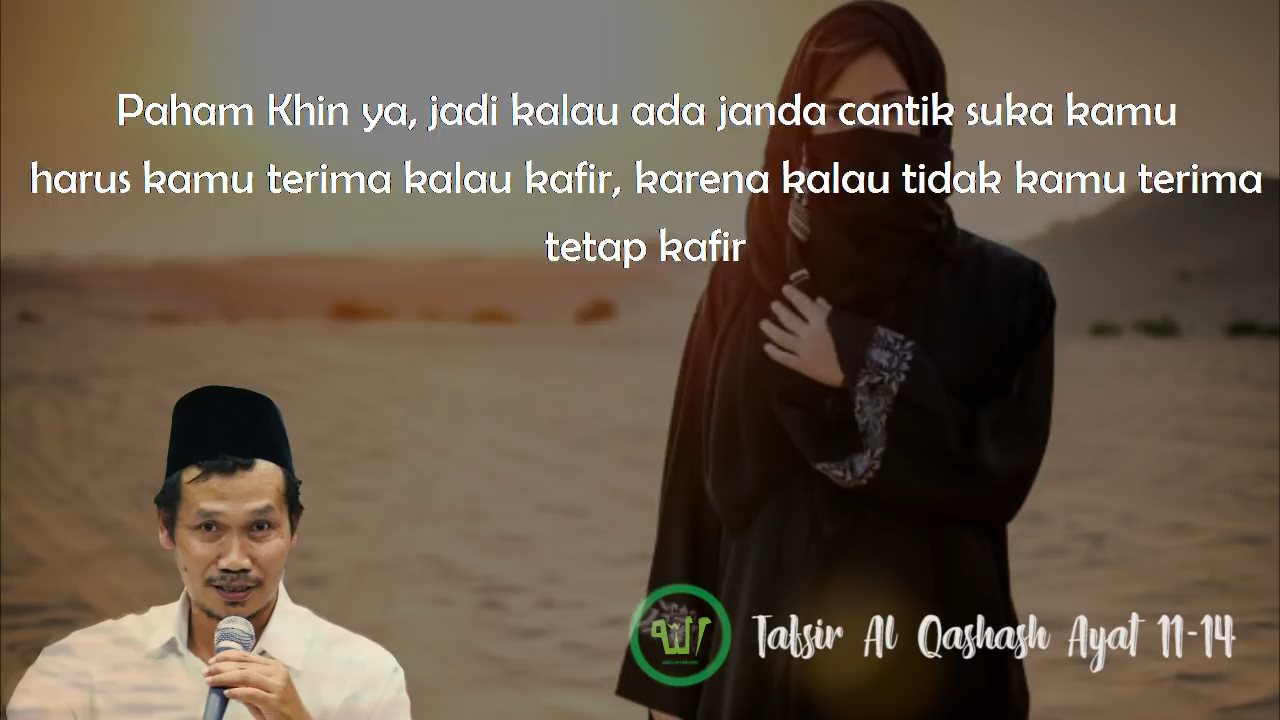 Paham Khin ya, jadi kalau ada janda cantik suka kamu
harus kamu terima kalau kafir, karena kalau tidak kamu terima
tetap kafir
Tafsir Al Qashash Ayat 11-14